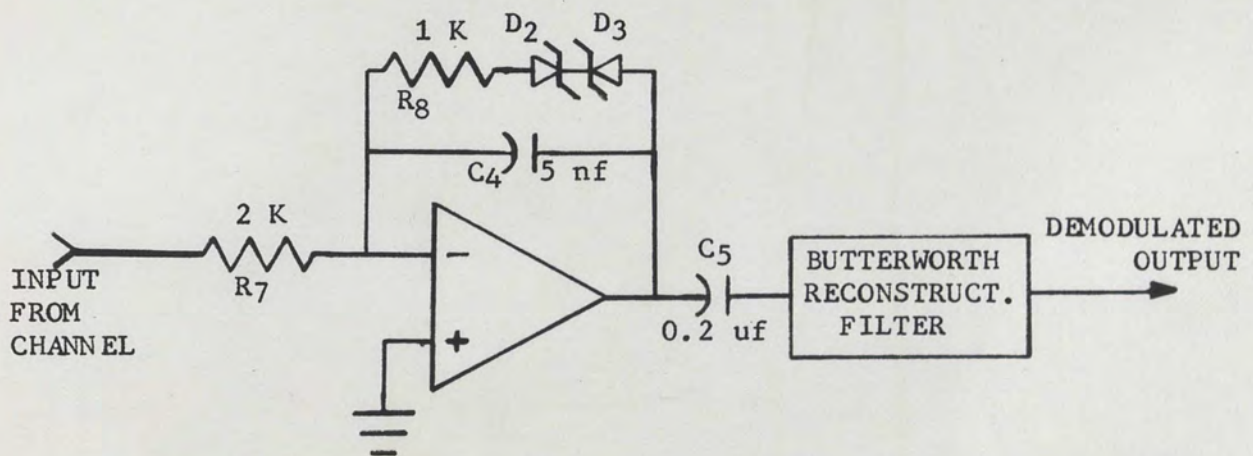 1 K
D2
D3
R8
C4
5 nf
2 K
R7
INPUT
FROM
CHANNEL
−
+
C5
0.2 uf
BUTTERWORTH
RECONSTRUCT.
FILTER
DEMODULATED
OUTPUT